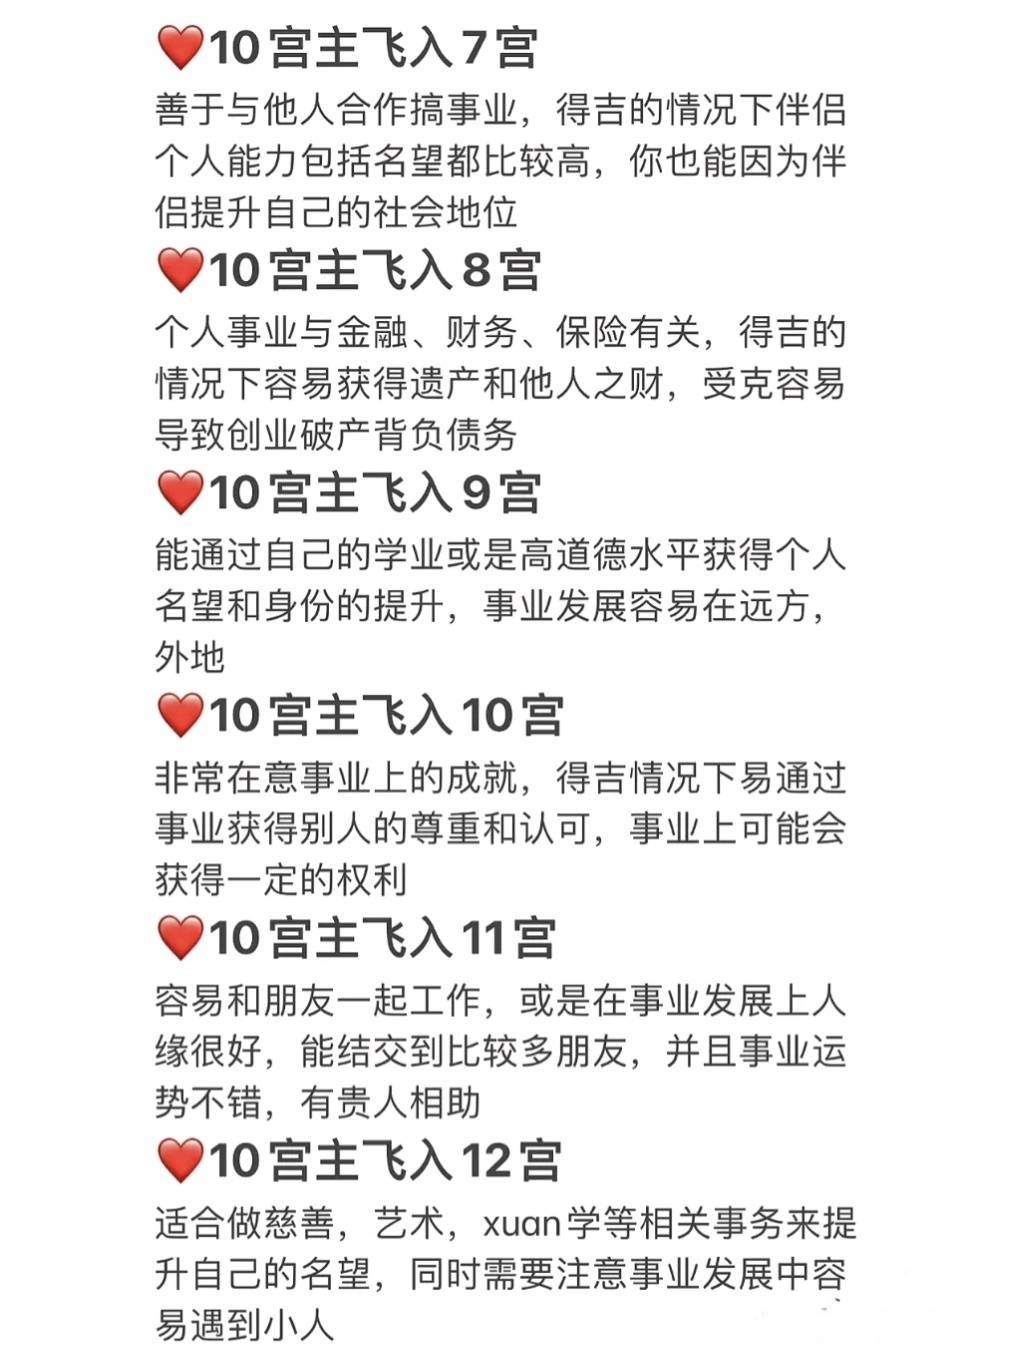 ❤️10宫主飞入7宫
善于与他人合作搞事业，得吉的情况下伴侣
个人能力包括名望都比较高，你也能因为伴
侣提升自己的社会地位
❤️10宫主飞入8宫
个人事业与金融、财务、保险有关，得吉的
情况下容易获得遗产和他人之财，受克容易
导致创业破产背负债务
❤️10宫主飞入9宫
能通过自己的学业或是高道德水平获得个人
名望和身份的提升，事业发展容易在远方，
外地
❤️10宫主飞入10宫
非常在意事业上的成就，得吉情况下易通过
事业获得别人的尊重和认可，事业上可能会
获得一定的权利
❤️10宫主飞入11宫
容易和朋友一起工作，或是在事业发展上人
缘很好，能结交到比较多朋友，并且事业运
势不错，有贵人相助
❤️10宫主飞入12宫
适合做慈善，艺术，xuan学等相关事务来提
升自己的名望，同时需要注意事业发展中容
易遇到小人